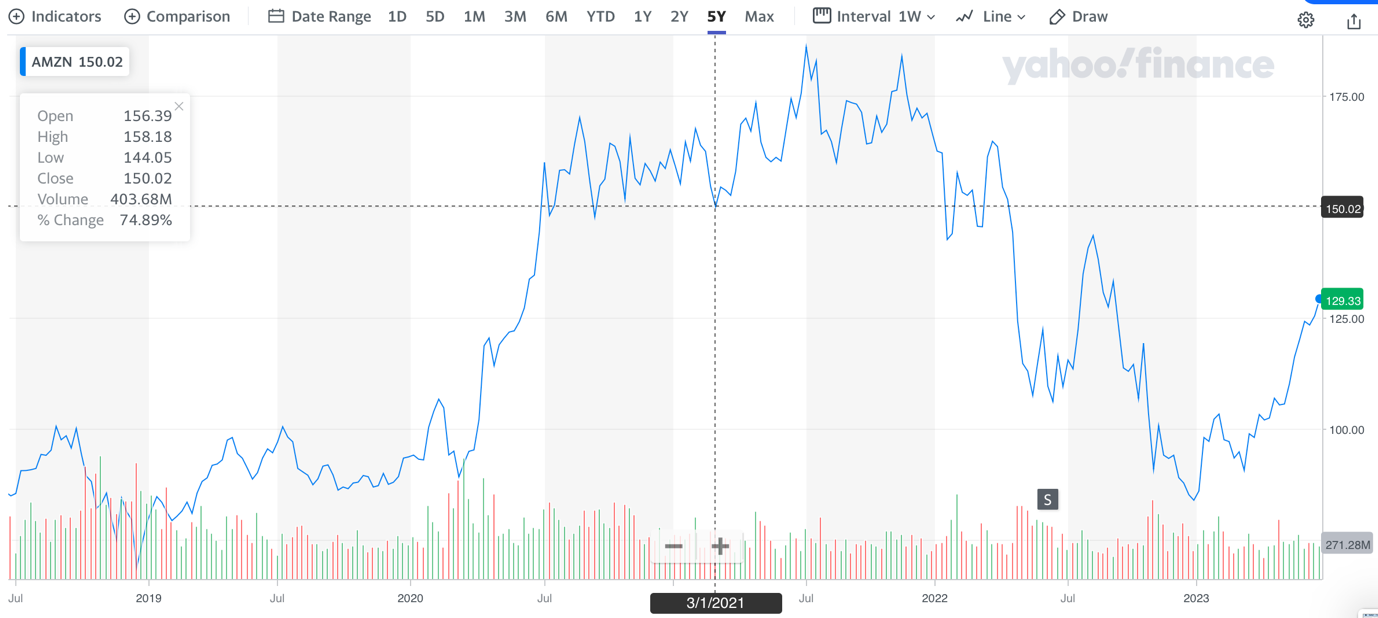 Indicators Comparison Date Range 1D 5D 1M 3M 6M YTD 1Y 2Y 5Y Max Interval 1W Line Draw
AMZN 150.02
yahoo!finance
Open 156.39
High 158.18
Low 144.05
Close 150.02
Volume 403.68M
% Change 74.89%
175.00
150.02
129.33
125.00
100.00
S
271.28M
Jul 2019 Jul 2020 Jul 3/1/2021 Jul 2022 Jul 2023